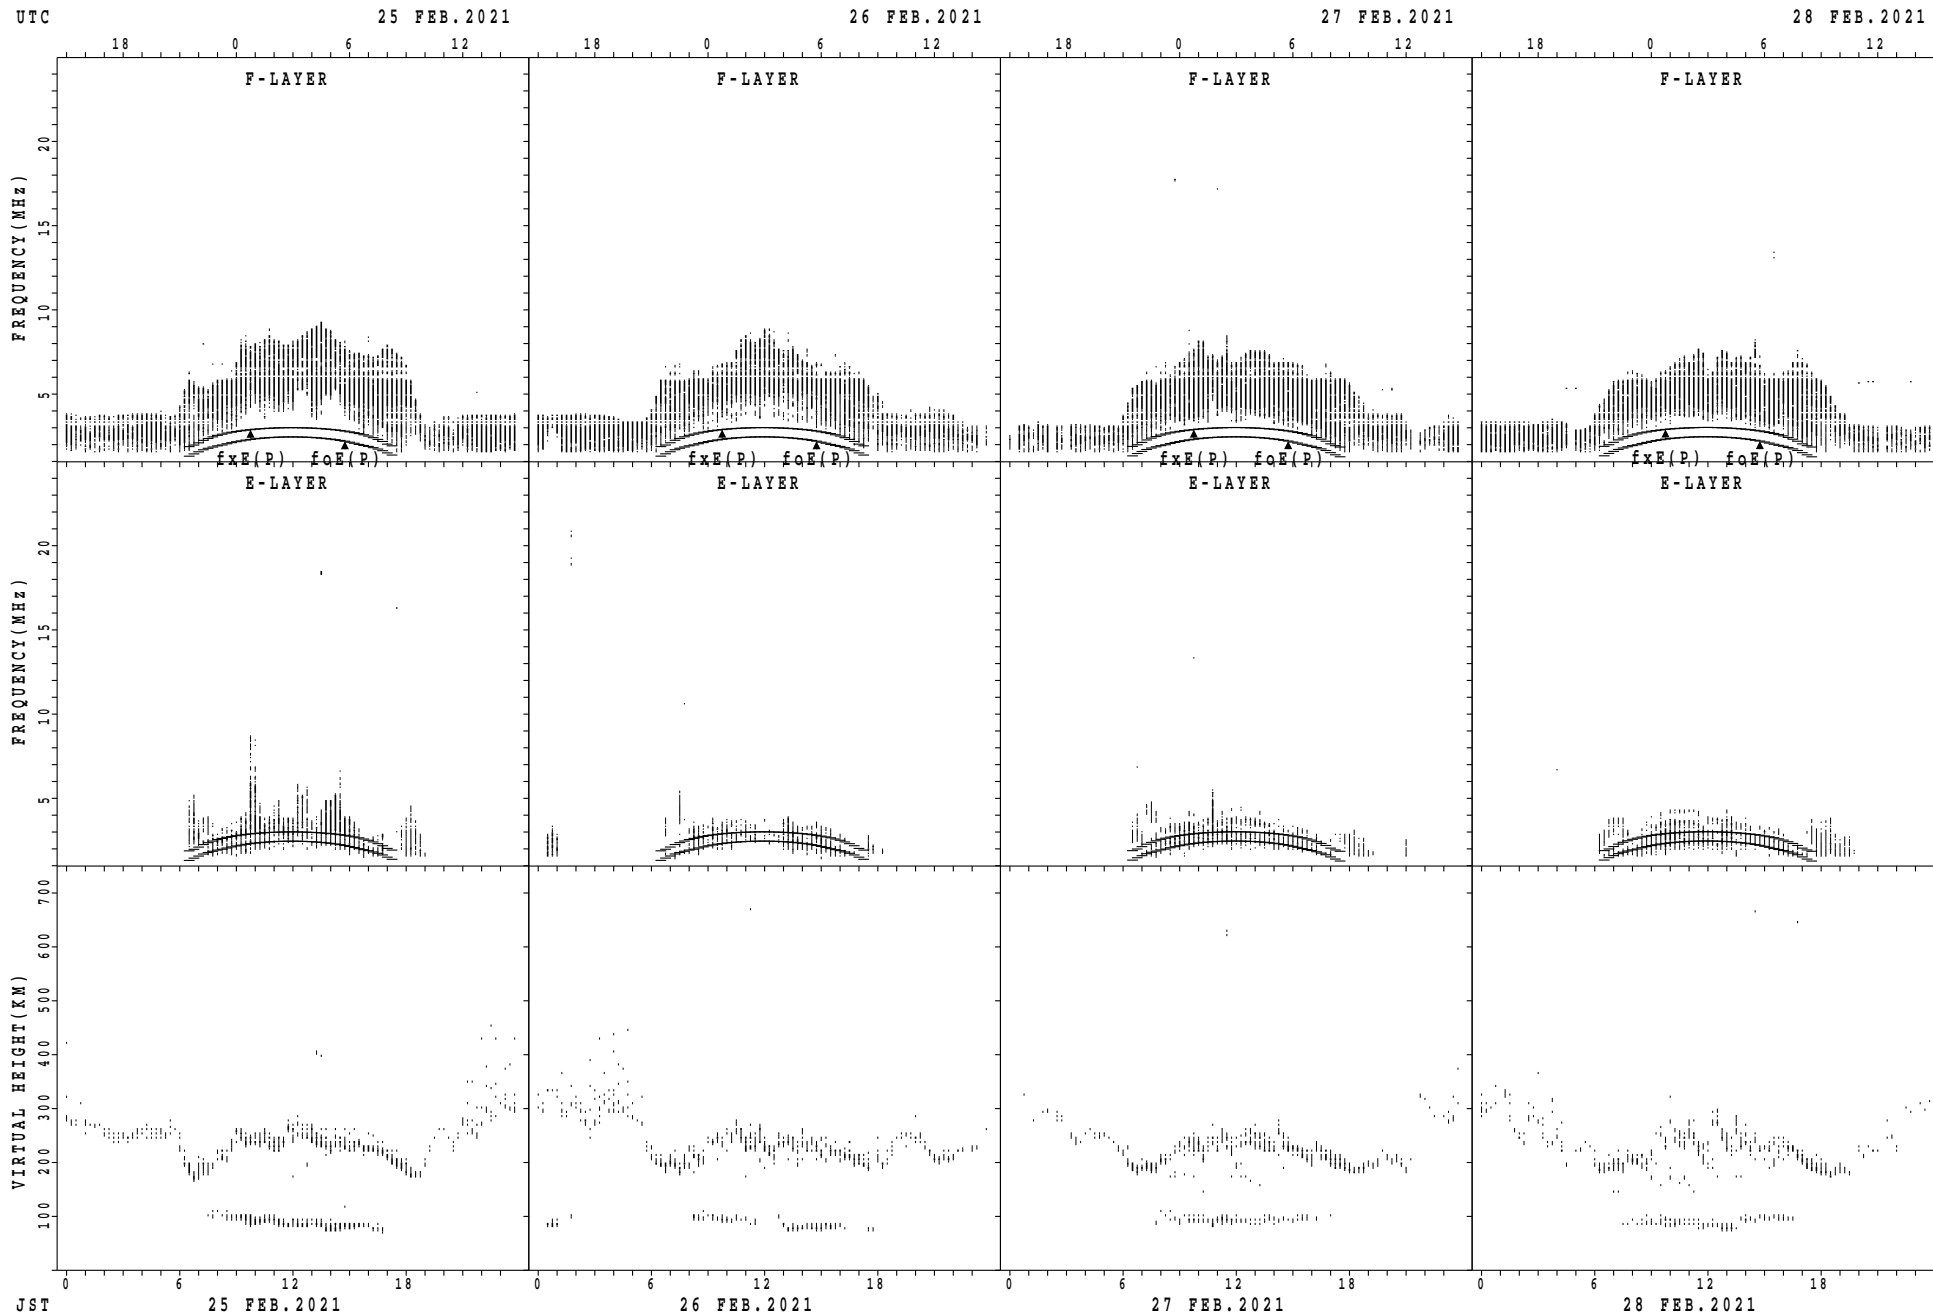 UTC 25 FEB.2021 26 FEB.2021 27 FEB.2021 28 FEB.2021
18 0 6 12 18 0 6 12 18 0 6 12 18 0 6 12
F-LAYER F-LAYER F-LAYER F-LAYER
FREQUENCY(MHz)
20
15
10
5
fxE(P) foE(P) fxE(P) foE(P) fxE(P) foE(P) fxE(P) foE(P)
E-LAYER E-LAYER E-LAYER E-LAYER
FREQUENCY(MHz)
20
15
10
5
VIRTUAL HEIGHT(KM)
700
600
500
400
300
200
100
0 6 12 18 0 6 12 18 0 6 12 18 0 6 12 18
JST 25 FEB.2021 26 FEB.2021 27 FEB.2021 28 FEB.2021